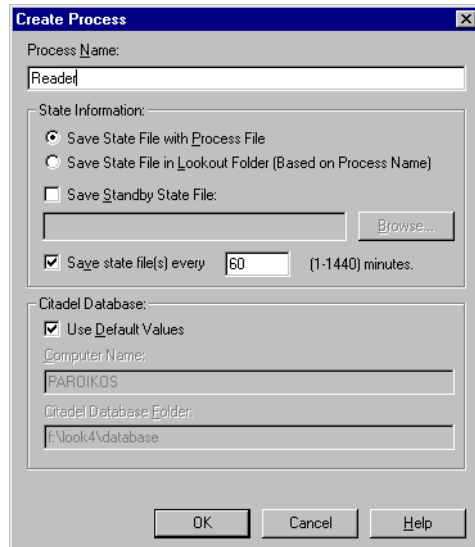 Create Process
Process Name:
Reader
State Information:
Save State File with Process File
Save State File in Lookout Folder (Based on Process Name)
Save Standby State File:
Browse...
Save state file(s) every 60 (1-1440) minutes.
Citadel Database:
Use Default Values
Computer Name:
PAROIKOS
Citadel Database Folder:
f:\look4\database
OK Cancel Help